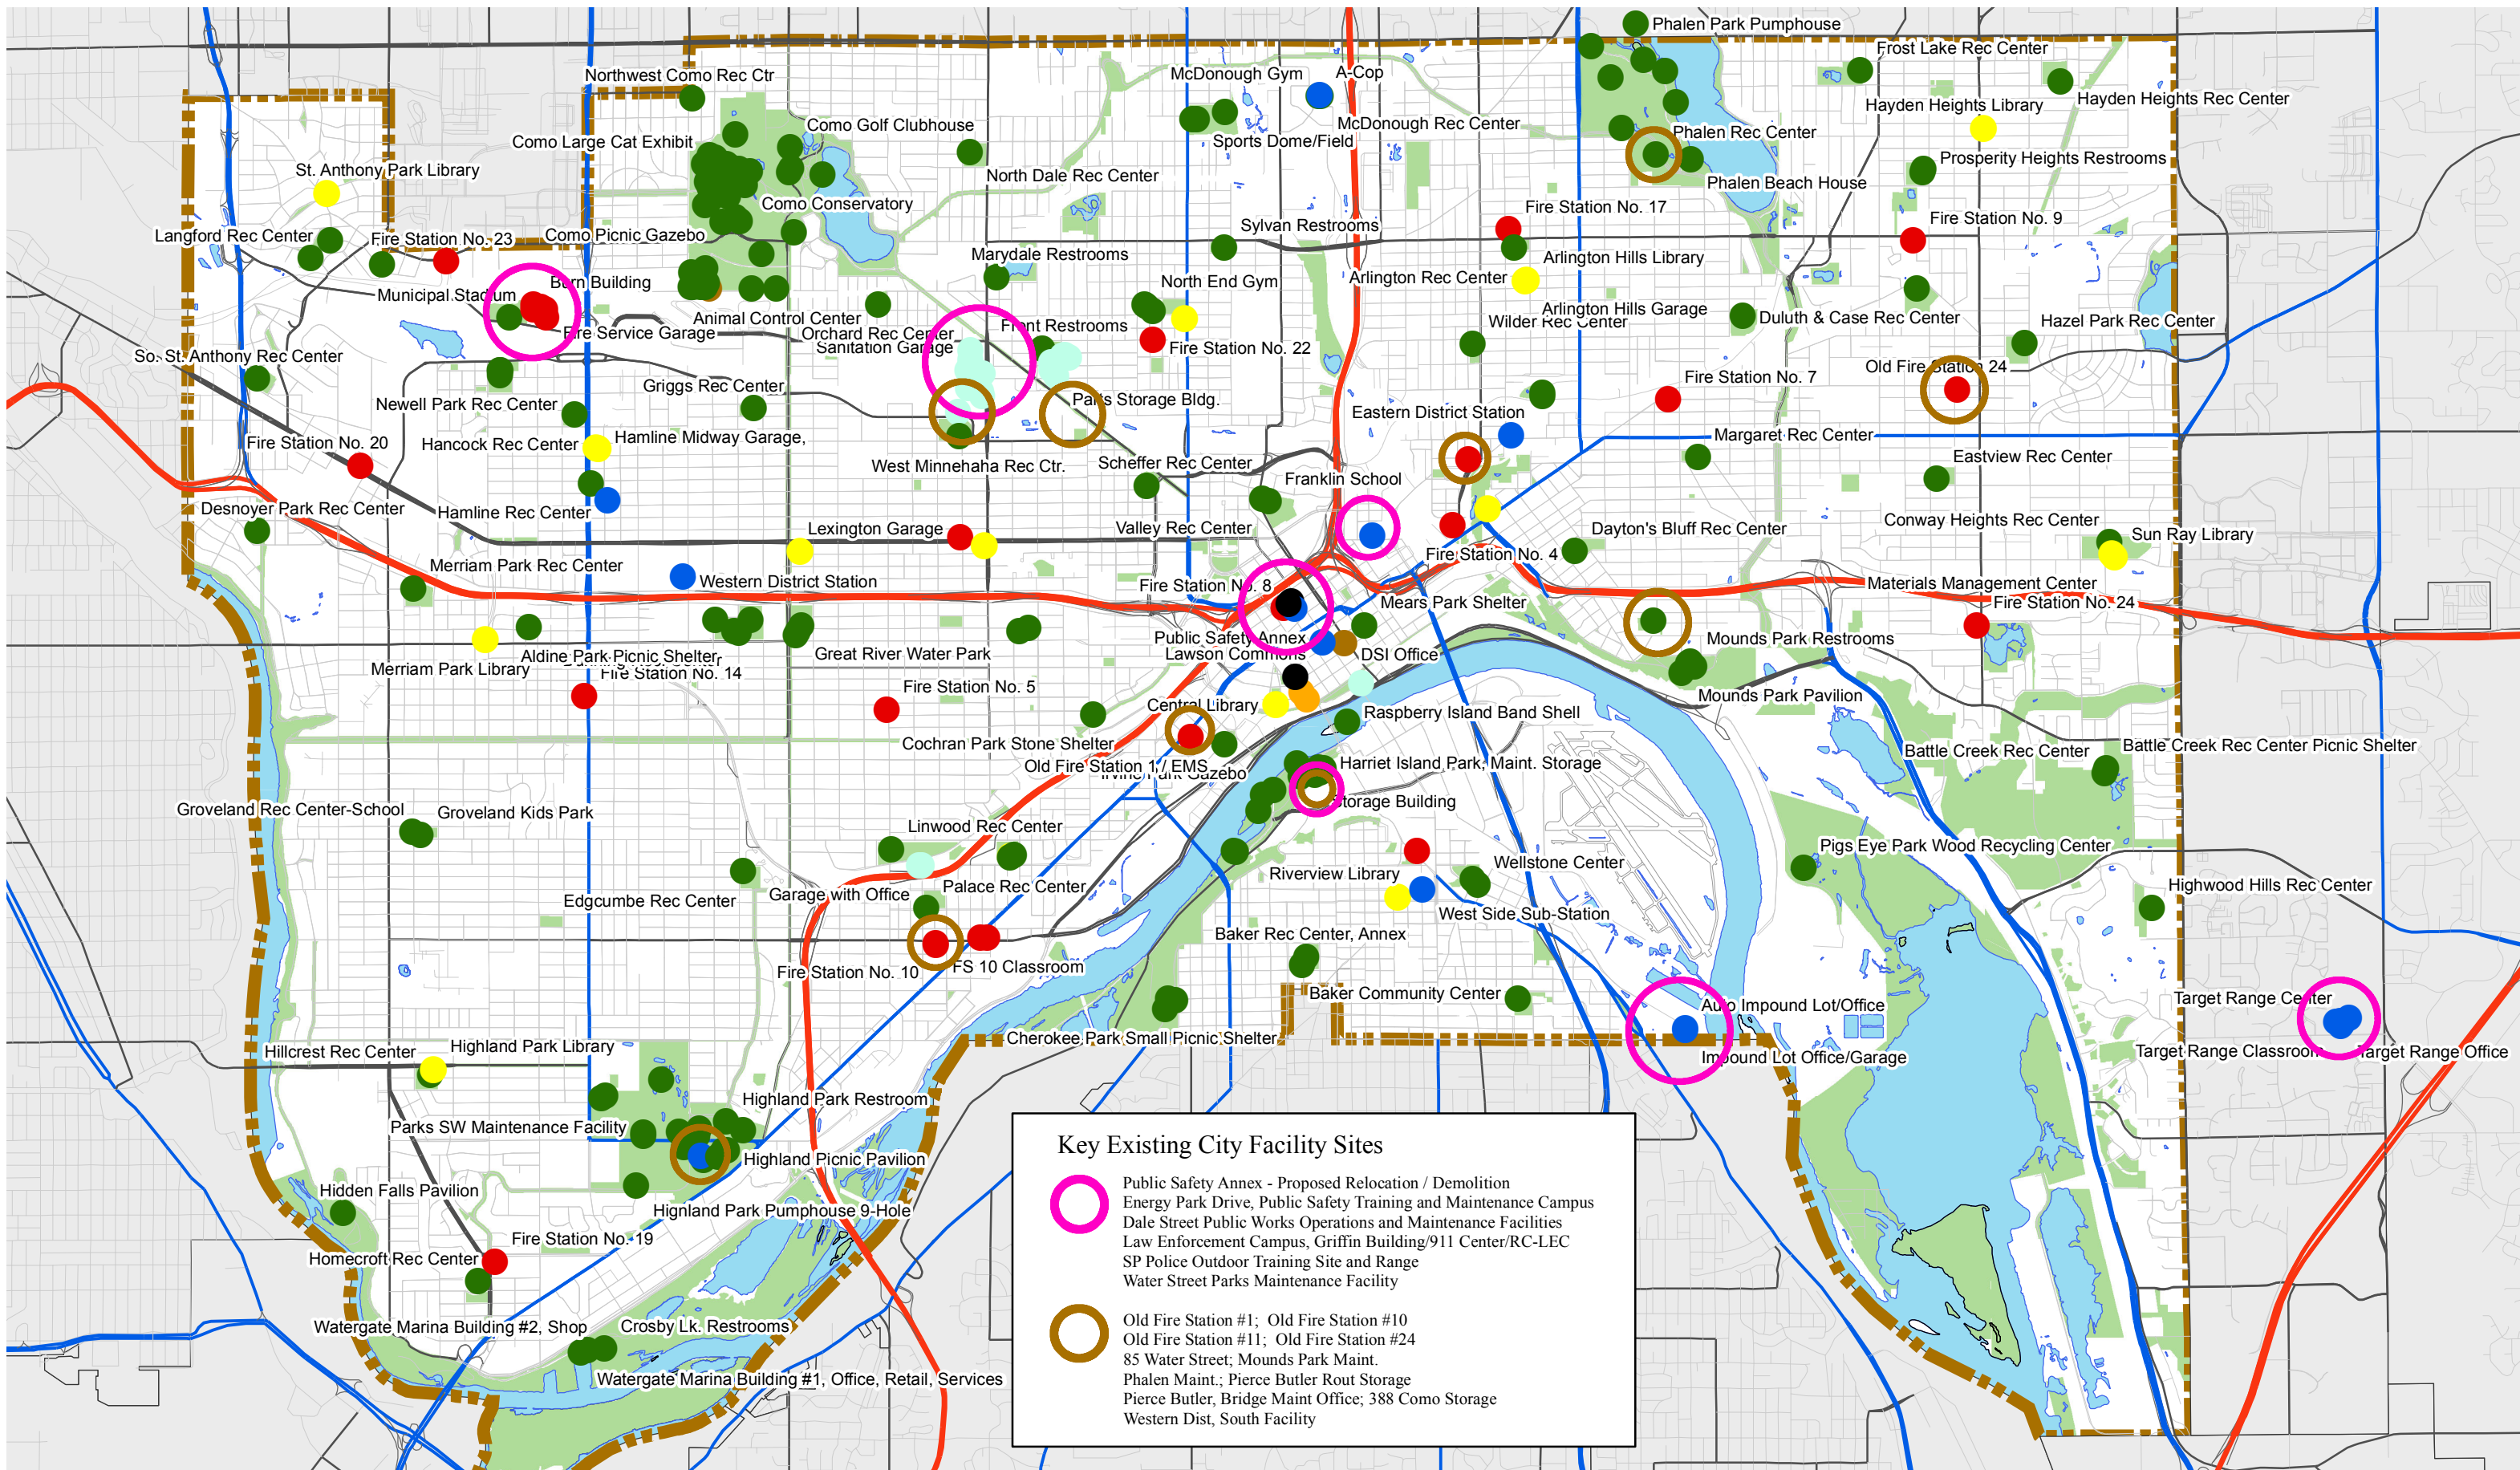 Phalen Park Pumphouse
Frost Lake Rec Center
Northwest Como Rec Ctr
McDonough Gym
A-Cop
Hayden Heights Rec Center
Hayden Heights Library
Como Golf Clubhouse
McDonough Rec Center
Como Large Cat Exhibit
Sports Dome/Field
Phalen Rec Center
Prosperity Heights Restrooms
St. Anthony Park Library
North Dale Rec Center
Phalen Beach House
Como Conservatory
Fire Station No. 17
Fire Station No. 9
Sylvan Restrooms
Langford Rec Center
Fire Station No. 23
Como Picnic Gazebo
Marydale Restrooms
Arlington Hills Library
Arlington Rec Center
Burn Building
North End Gym
Municipal Stadium
Arlington Hills Garage
Animal Control Center
Duluth & Case Rec Center
Hazel Park Rec Center
Wilder Rec Center
Front Restrooms
Fire Service Garage
Orchard Rec Center
Sanitation Garage
Fire Station No. 22
So. St. Anthony Rec Center
Old Fire Station 24
Fire Station No. 7
Griggs Rec Center
Parts Storage Bldg.
Newell Park Rec Center
Eastern District Station
Hamline Midway Garage,
Hancock Rec Center
Fire Station No. 20
Margaret Rec Center
Eastview Rec Center
West Minnehaha Rec Ctr.
Scheffer Rec Center
Franklin School
Desnoyer Park Rec Center
Hamline Rec Center
Lexington Garage
Valley Rec Center
Dayton's Bluff Rec Center
Conway Heights Rec Center
Sun Ray Library
Fire Station No. 4
Merriam Park Rec Center
Western District Station
Fire Station No. 8
Materials Management Center
Fire Station No. 24
Mears Park Shelter
Public Safety Annex
Mounds Park Restrooms
Lawson Commons
DSI Office
Great River Water Park
Aldine Park Picnic Shelter
Merriam Park Library
Fire Station No. 14
Fire Station No. 5
Mounds Park Pavilion
Central Library
Raspberry Island Band Shell
Cochran Park Stone Shelter
Battle Creek Rec Center
Battle Creek Rec Center Picnic Shelter
Old Fire Station 1 / EMS
Irvine Park Gazebo
Harriet Island Park, Maint. Storage
Storage Building
Groveland Rec Center-School
Groveland Kids Park
Linwood Rec Center
Pigs Eye Park Wood Recycling Center
Wellstone Center
Riverview Library
Highwood Hills Rec Center
Palace Rec Center
Garage with Office
Edgcumbe Rec Center
West Side Sub-Station
Baker Rec Center, Annex
Fire Station No. 10
FS 10 Classroom
Baker Community Center
Target Range Center
Auto Impound Lot/Office
Cherokee Park Small Picnic Shelter
Hillcrest Rec Center
Highland Park Library
Impound Lot Office/Garage
Target Range Classroom
Target Range Office
Highland Park Restroom
Parks SW Maintenance Facility
Highland Picnic Pavilion
Hidden Falls Pavilion
Hignland Park Pumphouse 9-Hole
Fire Station No. 19
Homecroft Rec Center
Watergate Marina Building #2, Shop
Crosby Lk. Restrooms
Watergate Marina Building #1, Office, Retail, Services
Key Existing City Facility Sites
Public Safety Annex - Proposed Relocation / Demolition
Energy Park Drive, Public Safety Training and Maintenance Campus
Dale Street Public Works Operations and Maintenance Facilities
Law Enforcement Campus, Griffin Building/911 Center/RC-LEC
SP Police Outdoor Training Site and Range
Water Street Parks Maintenance Facility
Old Fire Station #1; Old Fire Station #10
Old Fire Station #11; Old Fire Station #24
85 Water Street; Mounds Park Maint.
Phalen Maint.; Pierce Butler Rout Storage
Pierce Butler, Bridge Maint Office; 388 Como Storage
Western Dist, South Facility